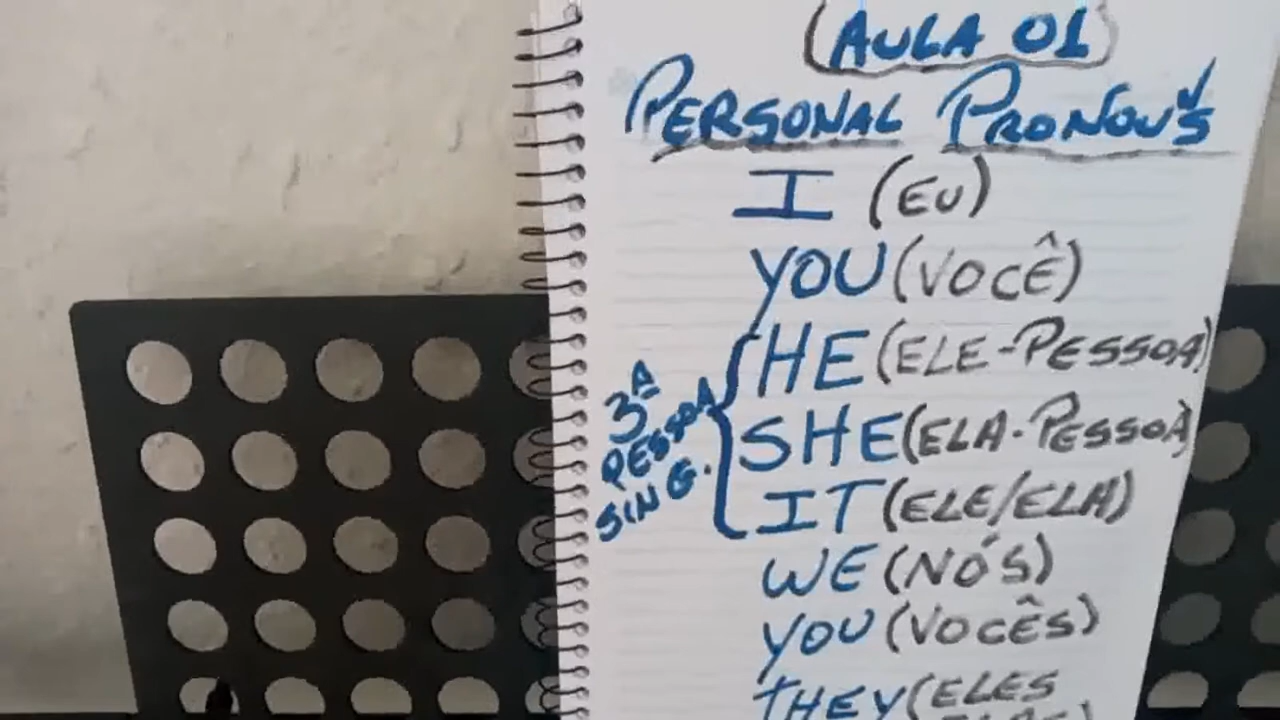 (AULA 01)
PERSONAL PRONOUNS
I (EU)
YOU (VOCÊ)
HE (ELE-PESSOA)
SHE (ELA-PESSOA)
IT (ELE/ELA)
3ª
PESSOA
SING.
WE (NÓS)
YOU (VOCÊS)
THEY (ELES